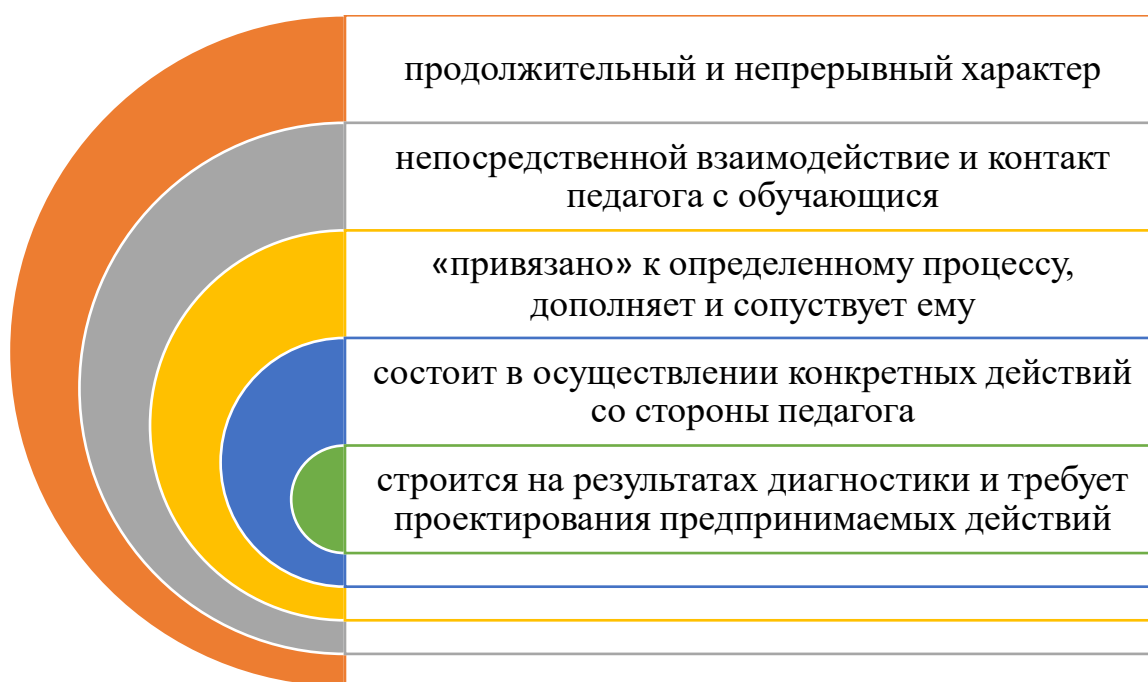 продолжительный и непрерывный характер
непосредственной взаимодействие и контакт
педагога с обучающися
«привязано» к определенному процессу,
дополняет и сопуствует ему
состоит в осуществлении конкретных действий
со стороны педагога
строится на результатах диагностики и требует
проектирования предпринимаемых действий